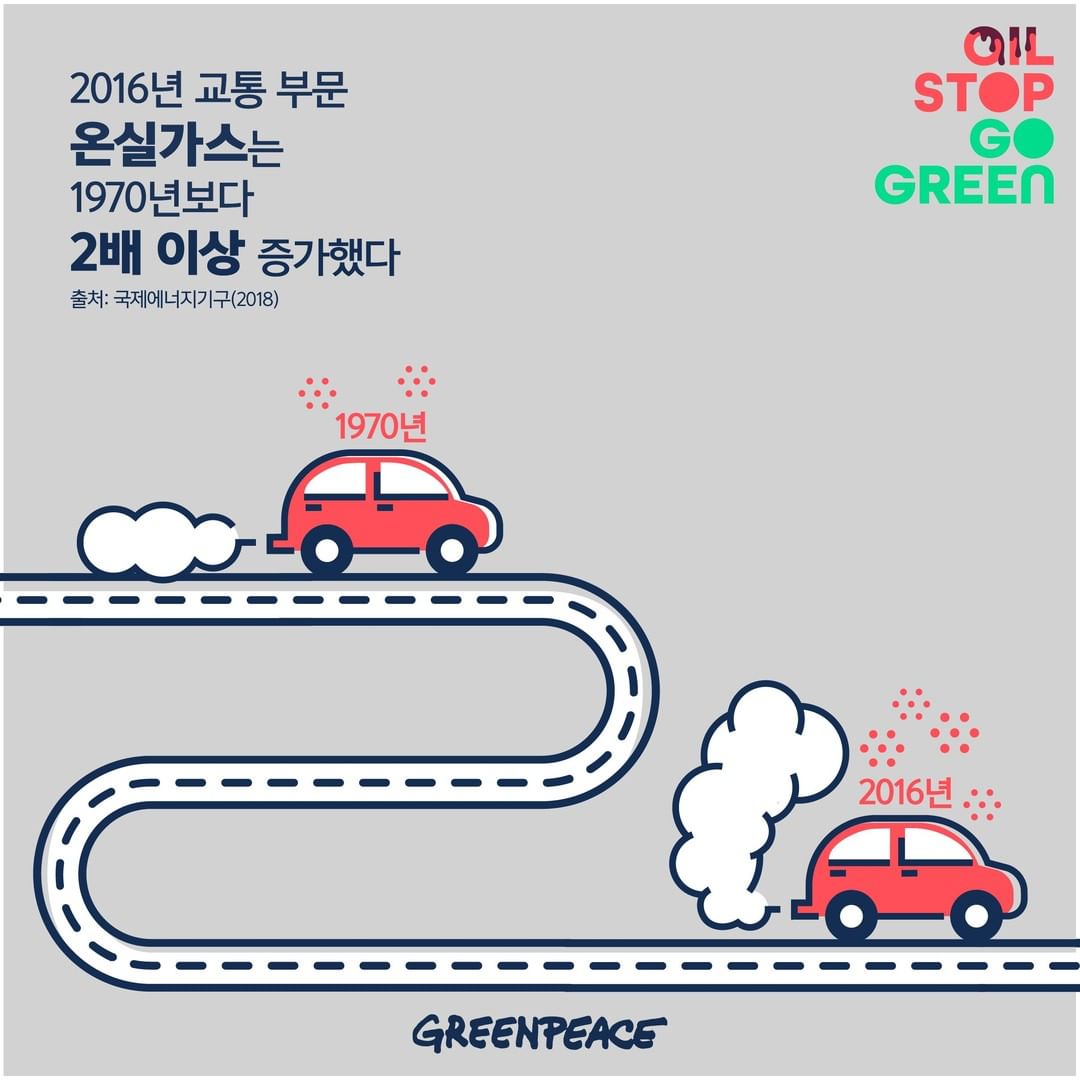 2016년 교통 부문
온실가스는
1970년보다
2배 이상 증가했다
출처: 국제에너지기구(2018)
OIL
STOP
GO
GREEN
1970년
2016년
GREENPEACE